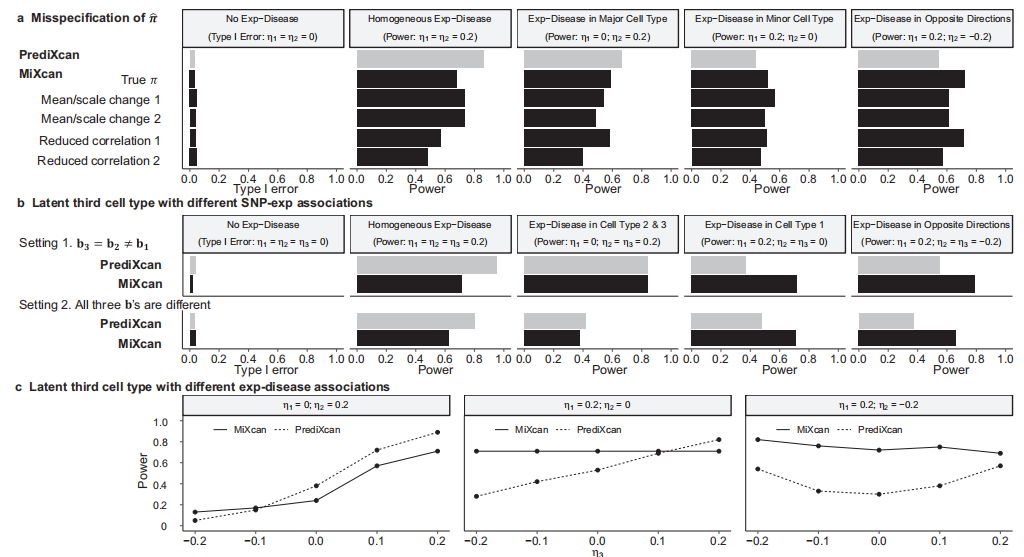 a Misspecification of π̂
No Exp−Disease
(Type I Error: η₁ = η₂ = 0)
Homogeneous Exp−Disease
(Power: η₁ = η₂ = 0.2)
Exp−Disease in Major Cell Type
(Power: η₁ = 0; η₂ = 0.2)
Exp−Disease in Minor Cell Type
(Power: η₁ = 0.2; η₂ = 0)
Exp−Disease in Opposite Directions
(Power: η₁ = 0.2; η₂ = −0.2)
PrediXcan
MiXcan
True π
Mean/scale change 1
Mean/scale change 2
Reduced correlation 1
Reduced correlation 2
0.0 0.2 0.4 0.6 0.8 1.0
Type I error
0.0 0.2 0.4 0.6 0.8 1.0
Power
0.0 0.2 0.4 0.6 0.8 1.0
Power
0.0 0.2 0.4 0.6 0.8 1.0
Power
0.0 0.2 0.4 0.6 0.8 1.0
Power
b Latent third cell type with different SNP-exp associations
No Exp−Disease
(Type I Error: η₁ = η₂ = η₃ = 0)
Homogeneous Exp−Disease
(Power: η₁ = η₂ = η₃ = 0.2)
Exp−Disease in Cell Type 2 & 3
(Power: η₁ = 0; η₂ = η₃ = 0.2)
Exp−Disease in Cell Type 1
(Power: η₁ = 0.2; η₂ = η₃ = 0)
Exp−Disease in Opposite Directions
(Power: η₁ = 0.2; η₂ = η₃ = −0.2)
Setting 1. b₃ = b₂ ≠ b₁
PrediXcan
MiXcan
Setting 2. All three b's are different
PrediXcan
MiXcan
0.0 0.2 0.4 0.6 0.8 1.0
Type I error
0.0 0.2 0.4 0.6 0.8 1.0
Power
0.0 0.2 0.4 0.6 0.8 1.0
Power
0.0 0.2 0.4 0.6 0.8 1.0
Power
0.0 0.2 0.4 0.6 0.8 1.0
Power
c Latent third cell type with different exp-disease associations
η₁ = 0; η₂ = 0.2
η₁ = 0.2; η₂ = 0
η₁ = 0.2; η₂ = −0.2
MiXcan PrediXcan
MiXcan PrediXcan
MiXcan PrediXcan
Power
1.0
0.8
0.6
0.4
0.2
0
−0.2 −0.1 0.0 0.1 0.2
−0.2 −0.1 0.0 0.1 0.2
−0.2 −0.1 0.0 0.1 0.2
η₃